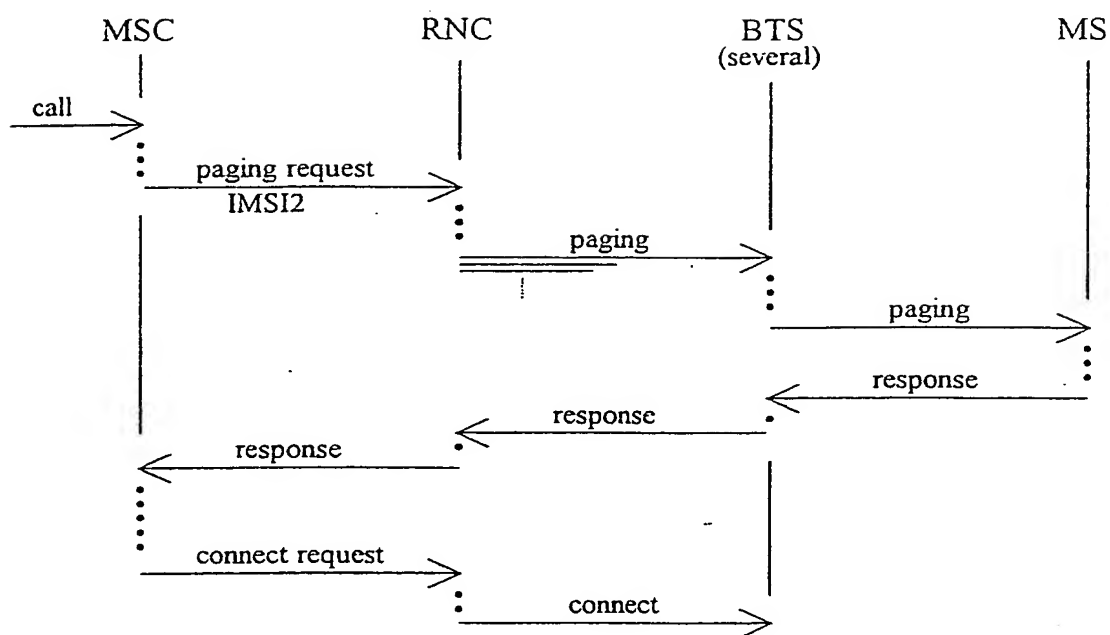 MSC
RNC
BTS
(several)
MS
call
paging request
IMSI2
paging
paging
response
response
response
connect request
connect